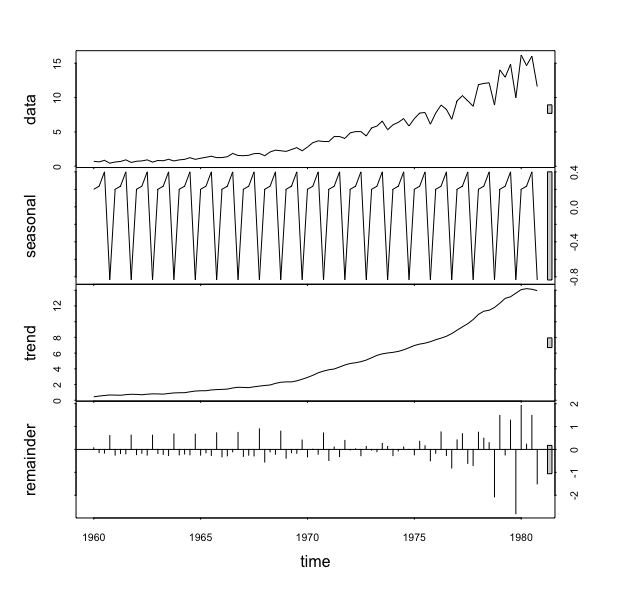 data
0 5 10 15
seasonal
-0.8 -0.4 0.0 0.4
trend
0 2 4 6 8 12
remainder
-2 -1 0 1 2
1960 1965 1970 1975 1980
time